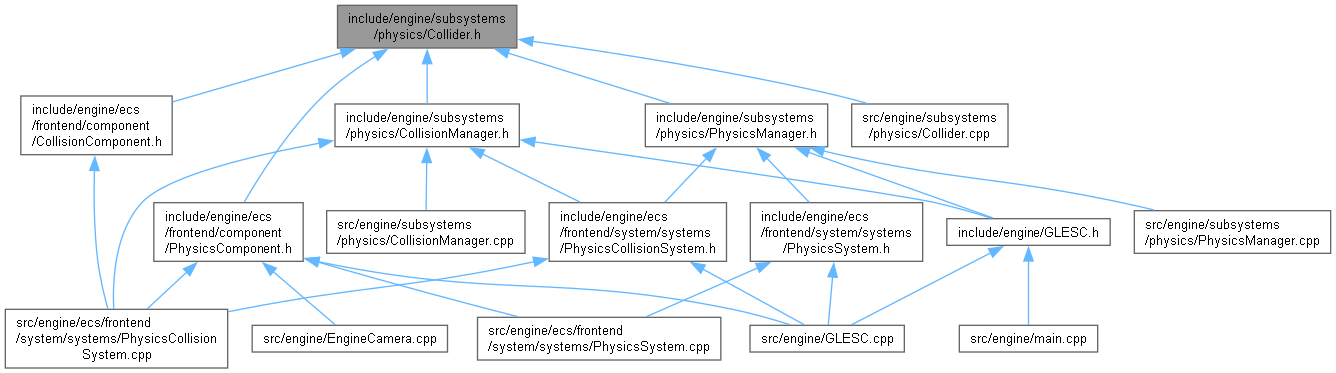 include/engine/subsystems
/physics/Collider.h
include/engine/ecs
/frontend/component
/CollisionComponent.h
include/engine/subsystems
/physics/CollisionManager.h
include/engine/subsystems
/physics/PhysicsManager.h
src/engine/subsystems
/physics/Collider.cpp
include/engine/ecs
/frontend/component
/PhysicsComponent.h
src/engine/subsystems
/physics/CollisionManager.cpp
include/engine/ecs
/frontend/system/systems
/PhysicsCollisionSystem.h
include/engine/ecs
/frontend/system/systems
/PhysicsSystem.h
include/engine/GLESC.h
src/engine/subsystems
/physics/PhysicsManager.cpp
src/engine/ecs/frontend
/system/systems/PhysicsCollision
System.cpp
src/engine/EngineCamera.cpp
src/engine/ecs/frontend
/system/systems/PhysicsSystem.cpp
src/engine/GLESC.cpp
src/engine/main.cpp